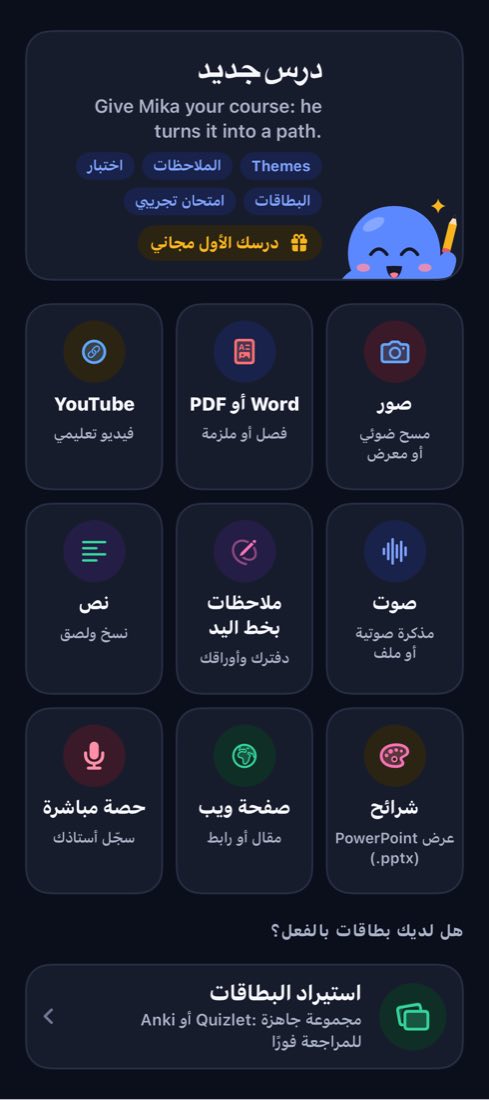 درس جديد
Give Mika your course: he
turns it into a path.
Themes الملاحظات اختبار
البطاقات امتحان تجريبي
درسك الأول مجاني
صور
مسح ضوئي
أو معرض
Word أو PDF
فصل أو ملزمة
YouTube
فيديو تعليمي
صوت
مذكرة صوتية
أو ملف
ملاحظات
بخط اليد
دفترك وأوراقك
نص
نسخ ولصق
شرائح
عرض PowerPoint
(.pptx)
صفحة ويب
مقال أو رابط
حصة مباشرة
سجّل أستاذك
هل لديك بطاقات بالفعل؟
استيراد البطاقات
مجموعة جاهزة: Quizlet أو Anki
للمراجعة فورًا